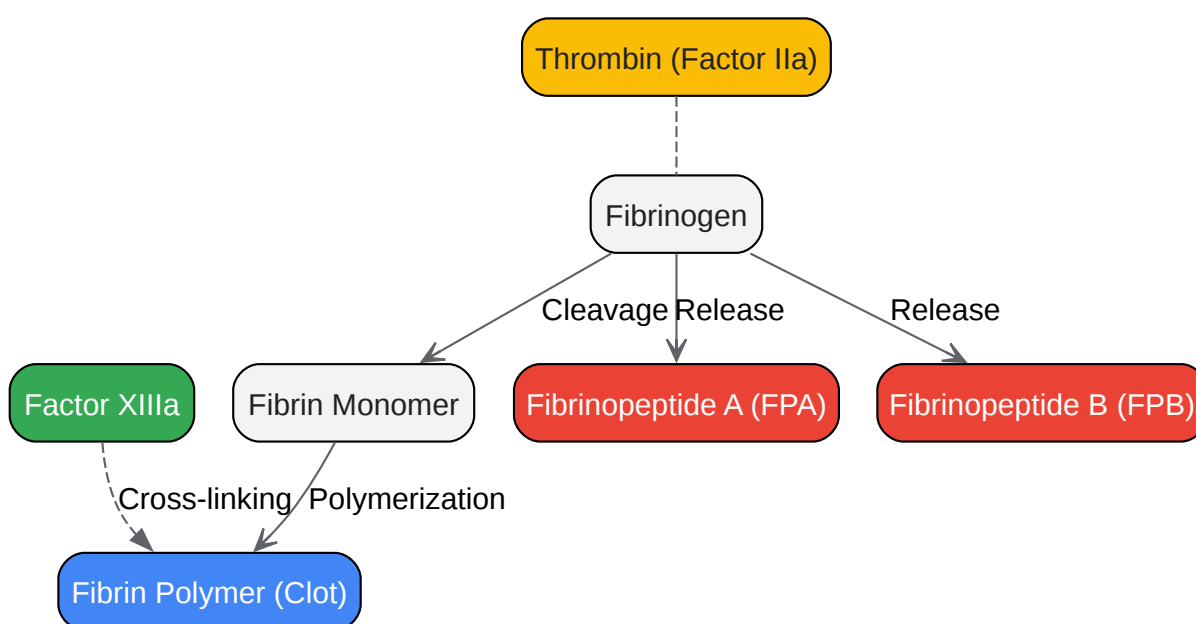 Thrombin (Factor IIa)
Fibrinogen
Cleavage
Release
Release
Factor XIIIa
Fibrin Monomer
Fibrinopeptide A (FPA)
Fibrinopeptide B (FPB)
Cross-linking
Polymerization
Fibrin Polymer (Clot)